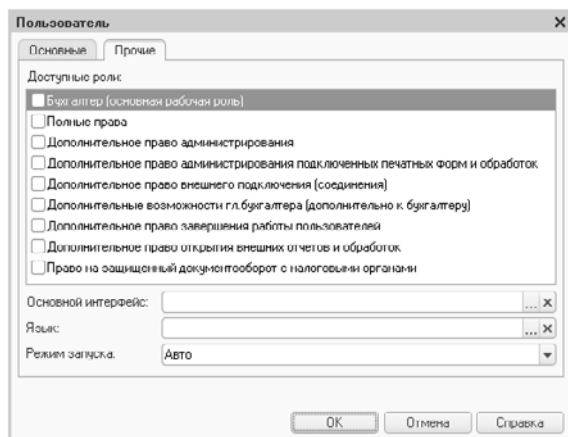 Пользователь
Основные
Прочие
Доступные роли:
Бухгалтер (основная рабочая роль)
Полные права
Дополнительное право администрирования
Дополнительное право администрирования подключенных печатных форм и обработок
Дополнительное право внешнего подключения (соединения)
Дополнительные возможности гл.бухгалтера (дополнительно к бухгалтеру)
Дополнительное право завершения работы пользователей
Дополнительное право открытия внешних отчетов и обработок
Право на защищенный документооборот с налоговыми органами
Основной интерфейс:
Язык:
Режим запуска: Авто
OK Отмена Справка